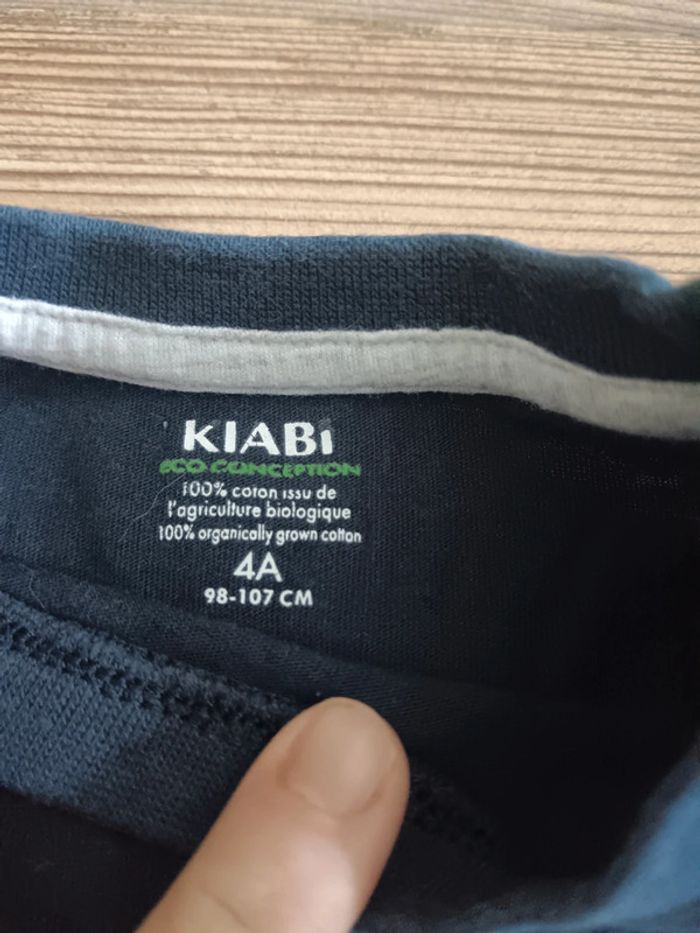 KIABI
ECO CONCEPTION
100% coton issu de
l'agriculture biologique
100% organically grown cotton
4A
98-107 CM